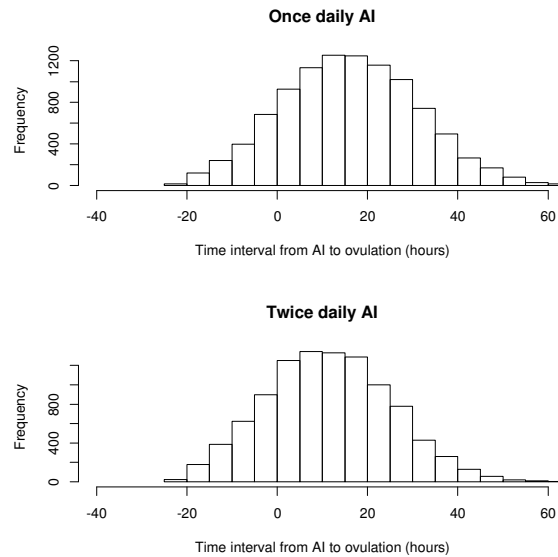 Once daily AI
Frequency
1200
800
400
0
-40 -20 0 20 40 60
Time interval from AI to ovulation (hours)
Twice daily AI
Frequency
800
400
0
-40 -20 0 20 40 60
Time interval from AI to ovulation (hours)